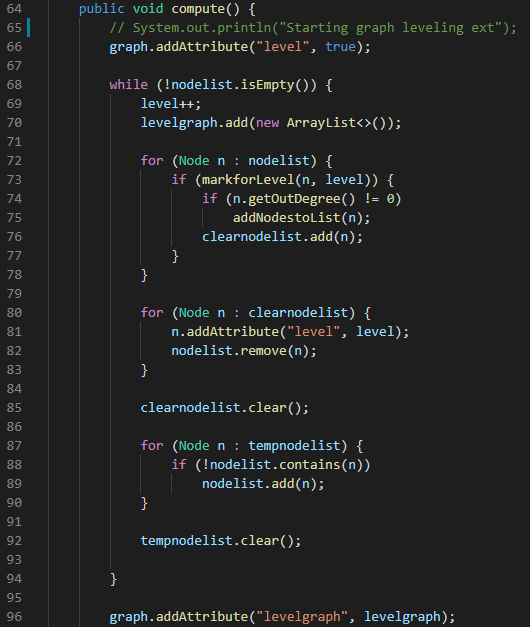 64 public void compute() {
65 // System.out.println("Starting graph leveling ext");
66 graph.addAttribute("level", true);
67
68 while (!nodelist.isEmpty()) {
69 level++;
70 levelgraph.add(new ArrayList<>());
71
72 for (Node n : nodelist) {
73 if (markforLevel(n, level)) {
74 if (n.getOutDegree() != 0)
75 addNodestoList(n);
76 clearnodelist.add(n);
77 }
78 }
79
80 for (Node n : clearnodelist) {
81 n.addAttribute("level", level);
82 nodelist.remove(n);
83 }
84
85 clearnodelist.clear();
86
87 for (Node n : tempnodelist) {
88 if (!nodelist.contains(n))
89 nodelist.add(n);
90 }
91
92 tempnodelist.clear();
93
94 }
95
96 graph.addAttribute("levelgraph", levelgraph);